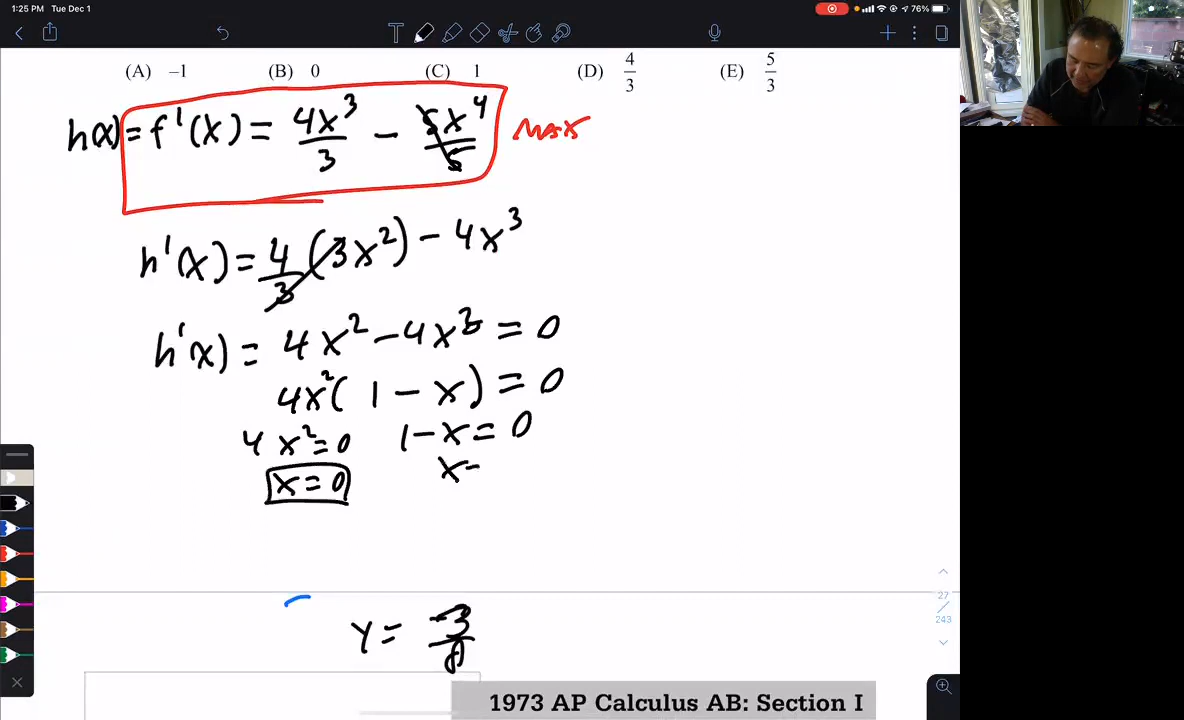 1:25 PM Tue Dec 1 76%
(A) −1 (B) 0 (C) 1 (D) 4/3 (E) 5/3
h(x) = f'(x) = 4x³/3 − 5x⁴/5 MAX
h'(x) = 4/3 (3x²) − 4x³
h'(x) = 4x² − 4x³ = 0
4x²(1 − x) = 0
4x² = 0 1 − x = 0
x = 0 x =
27
/
243
y = −3/0
1973 AP Calculus AB: Section I